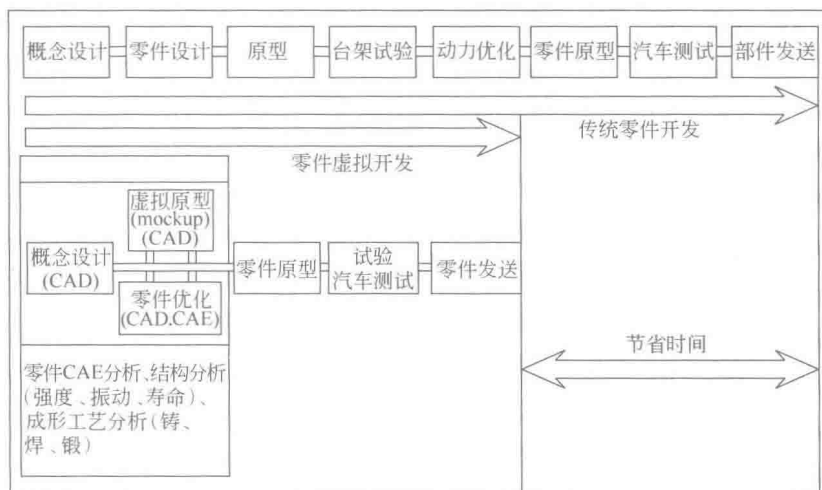 概念设计 零件设计 原型 台架试验 动力优化 零件原型 汽车测试 部件发送
传统零件开发
零件虚拟开发
虚拟原型
(mockup)
(CAD)
概念设计
(CAD)
零件原型
试验
汽车测试
零件发送
零件优化
(CAD.CAE)
节省时间
零件CAE分析、结构分析
(强度、振动、寿命)、
成形工艺分析(铸、
焊、锻)